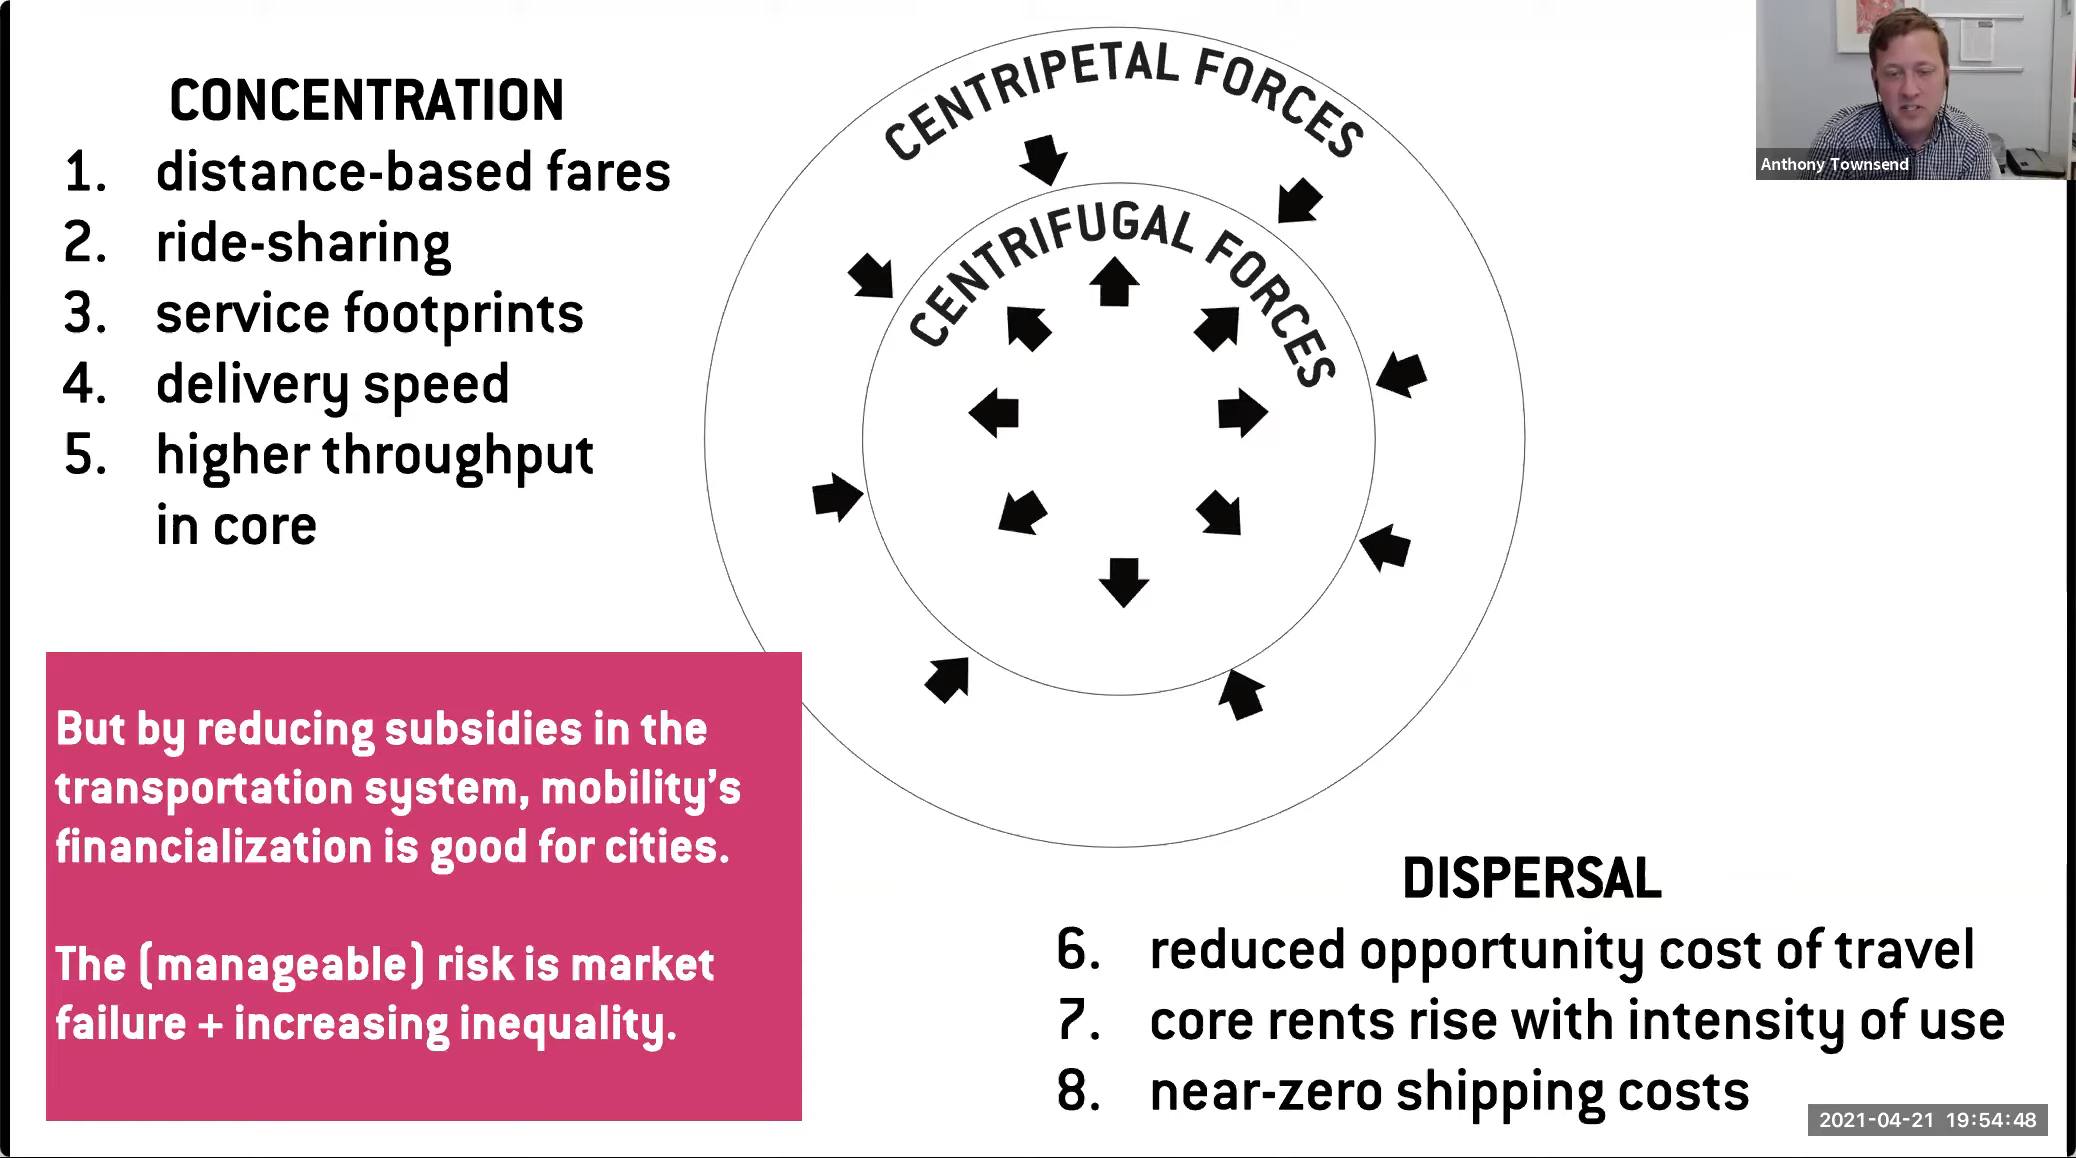 CONCENTRATION
1. distance-based fares
2. ride-sharing
3. service footprints
4. delivery speed
5. higher throughput
in core
CENTRIPETAL FORCES
CENTRIFUGAL FORCES
Anthony Townsend
But by reducing subsidies in the
transportation system, mobility’s
financialization is good for cities.
The (manageable) risk is market
failure + increasing inequality.
DISPERSAL
6. reduced opportunity cost of travel
7. core rents rise with intensity of use
8. near-zero shipping costs
2021-04-21 19:54:48